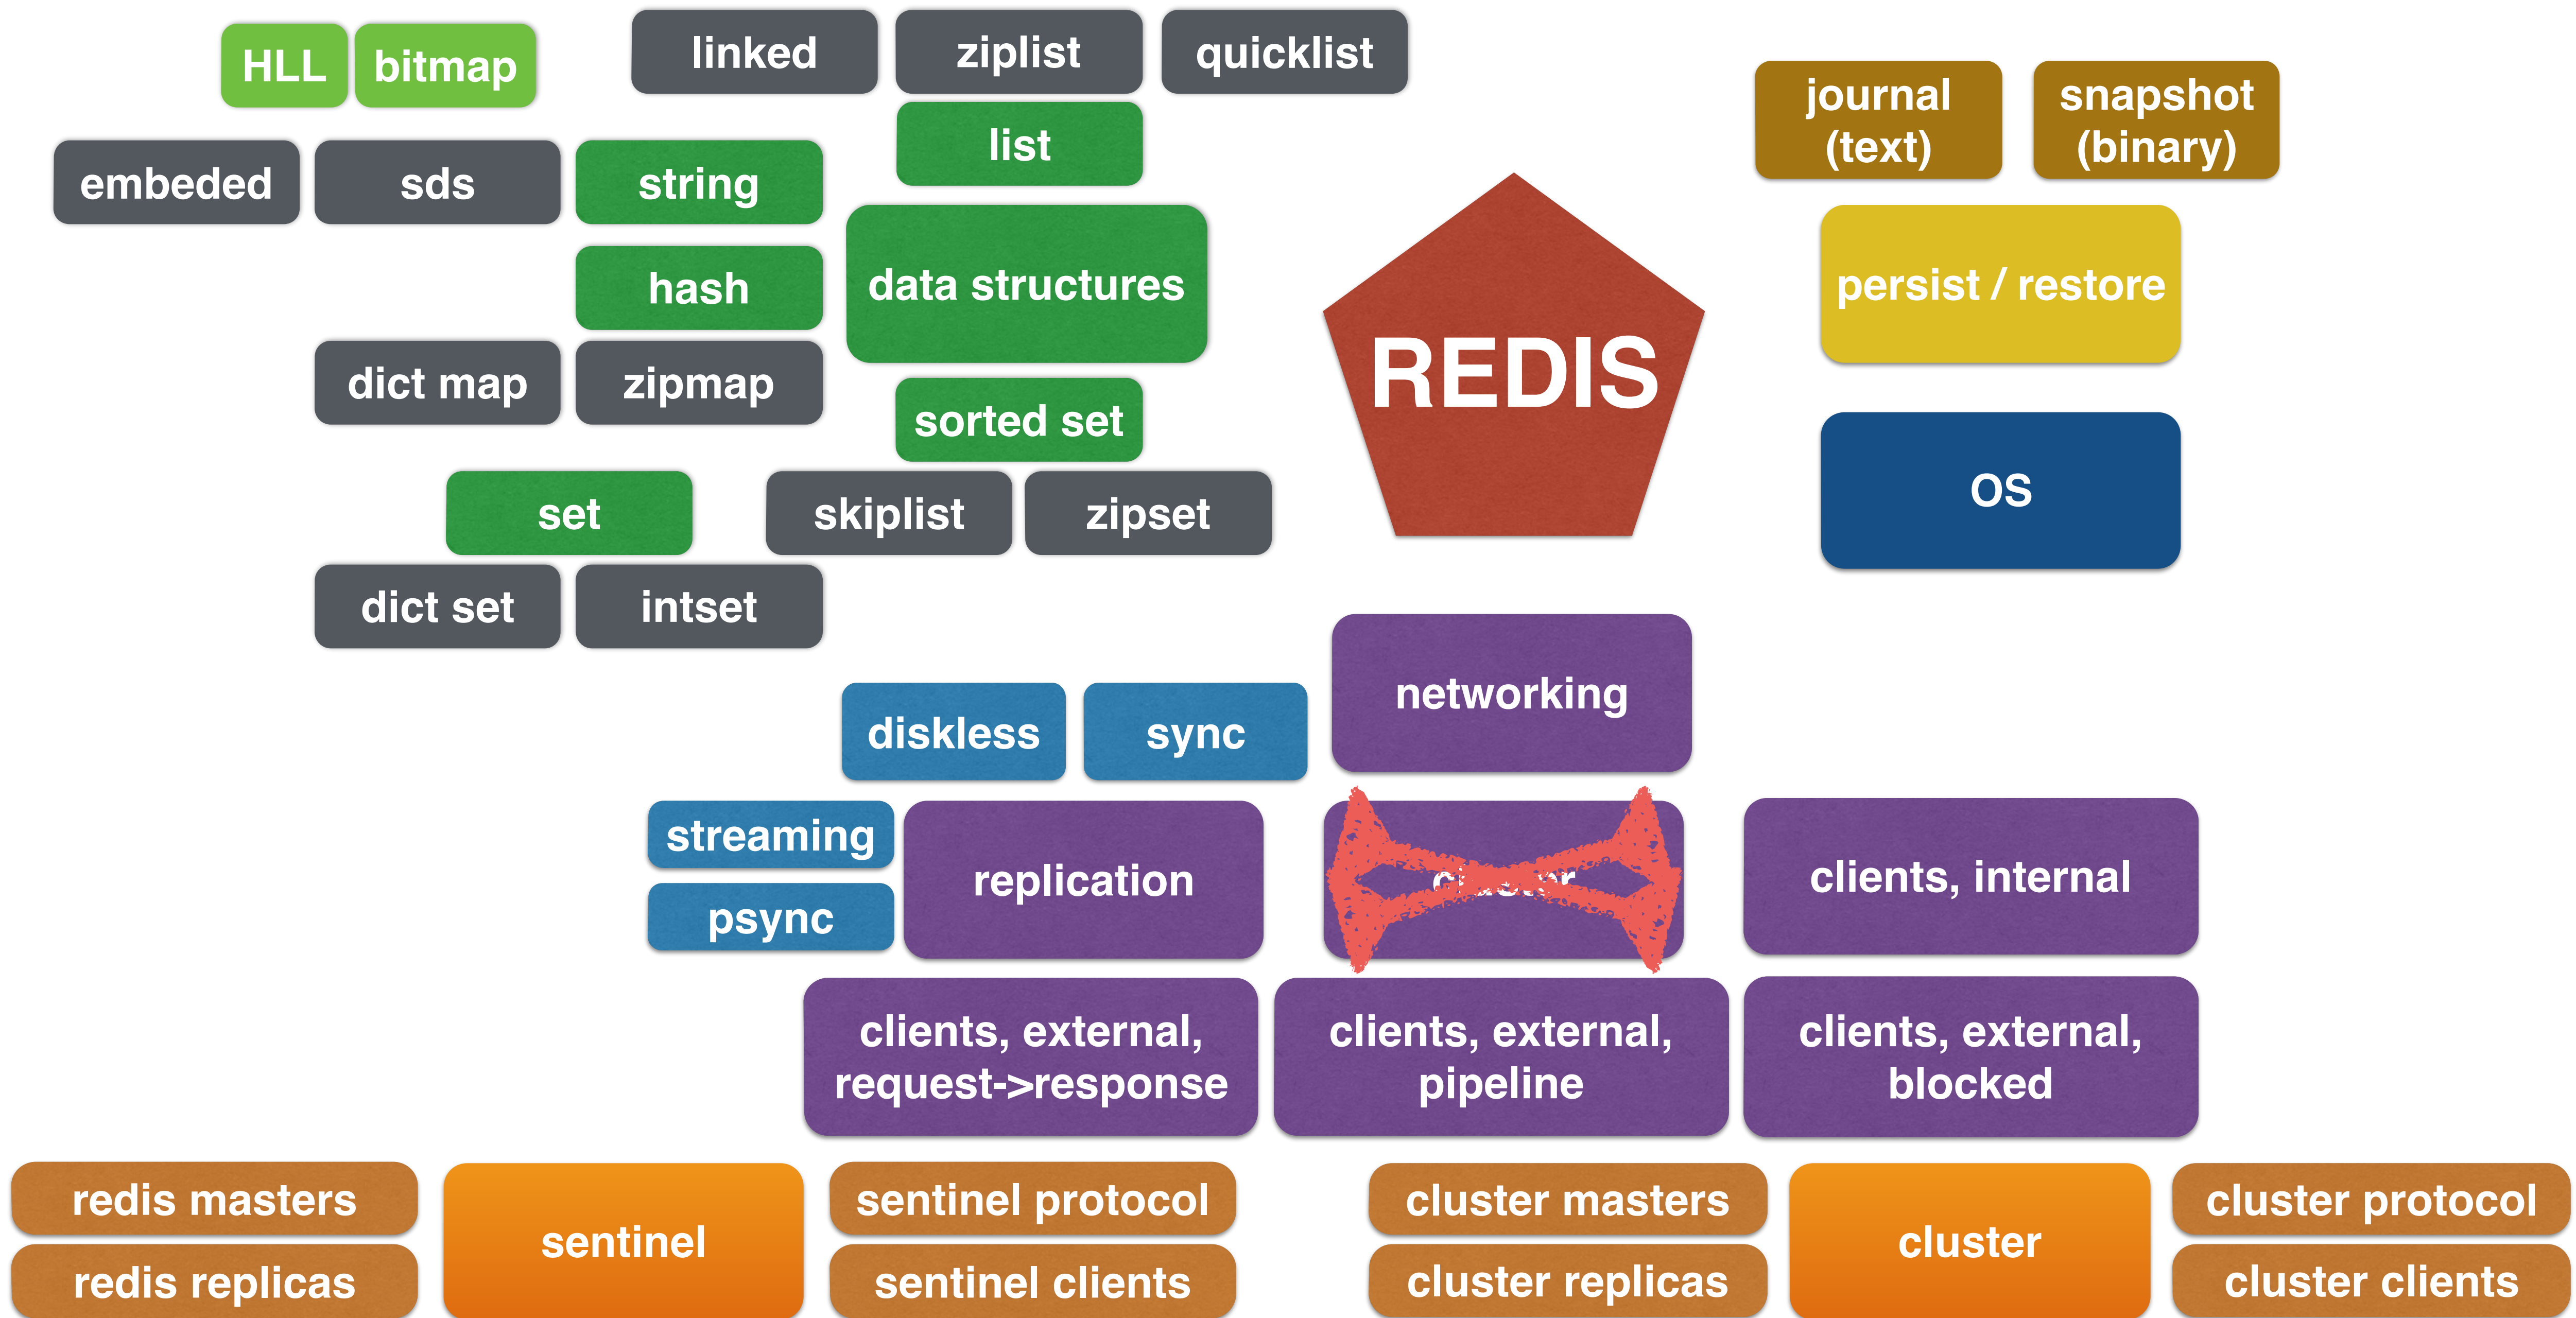 HLL
bitmap
linked
ziplist
quicklist
journal
(text)
snapshot
(binary)
list
embeded
sds
string
hash
data structures
REDIS
persist / restore
dict map
zipmap
sorted set
OS
set
skiplist
zipset
dict set
intset
networking
diskless
sync
streaming
replication
clients, internal
psync
clients, external,
request->response
clients, external,
pipeline
clients, external,
blocked
redis masters
sentinel
sentinel protocol
cluster masters
cluster
cluster protocol
redis replicas
sentinel clients
cluster replicas
cluster clients